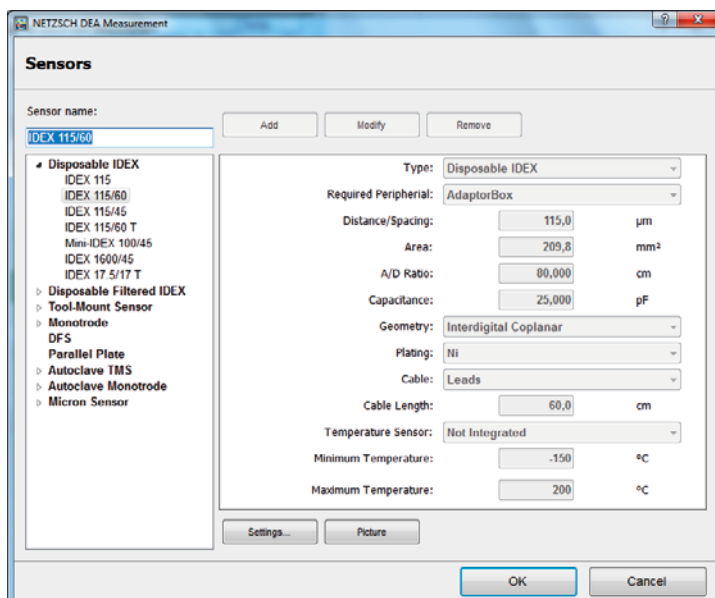 NETZSCH DEA Measurement
?
Sensors
Sensor name:
IDEX 115/60
Add
Modify
Remove
Disposable IDEX
IDEX 115
IDEX 115/60
IDEX 115/45
IDEX 115/60 T
Mini-IDEX 100/45
IDEX 1600/45
IDEX 17.5/17 T
Disposable Filtered IDEX
Tool-Mount Sensor
Monotrode
DFS
Parallel Plate
Autoclave TMS
Autoclave Monotrode
Micron Sensor
Type: Disposable IDEX
Required Peripherial: AdaptorBox
Distance/Spacing: 115,0 µm
Area: 209,8 mm²
A/D Ratio: 80,000 cm
Capacitance: 25,000 pF
Geometry: Interdigital Coplanar
Plating: Ni
Cable: Leads
Cable Length: 60,0 cm
Temperature Sensor: Not Integrated
Minimum Temperature: -150 °C
Maximum Temperature: 200 °C
Settings...
Picture
OK
Cancel